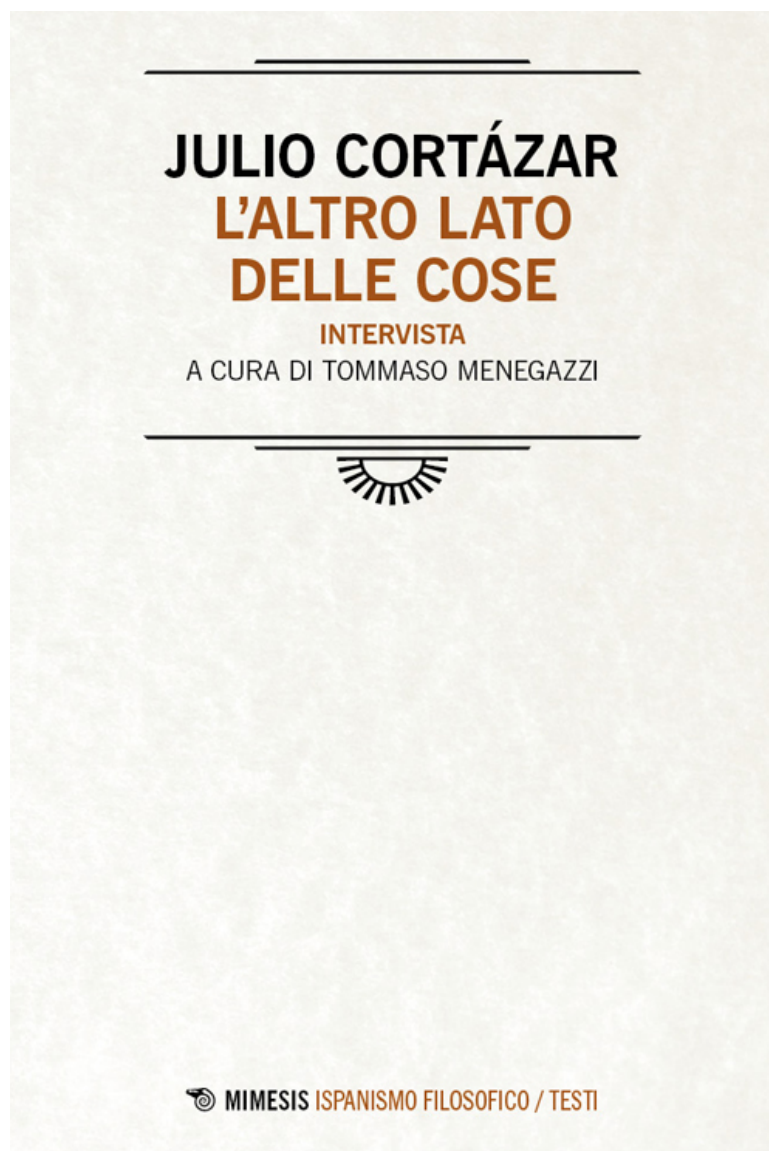 JULIO CORTÁZAR
L’ALTRO LATO
DELLE COSE
INTERVISTA
A CURA DI TOMMASO MENEGAZZI
MIMESIS ISPANISMO FILOSOFICO / TESTI